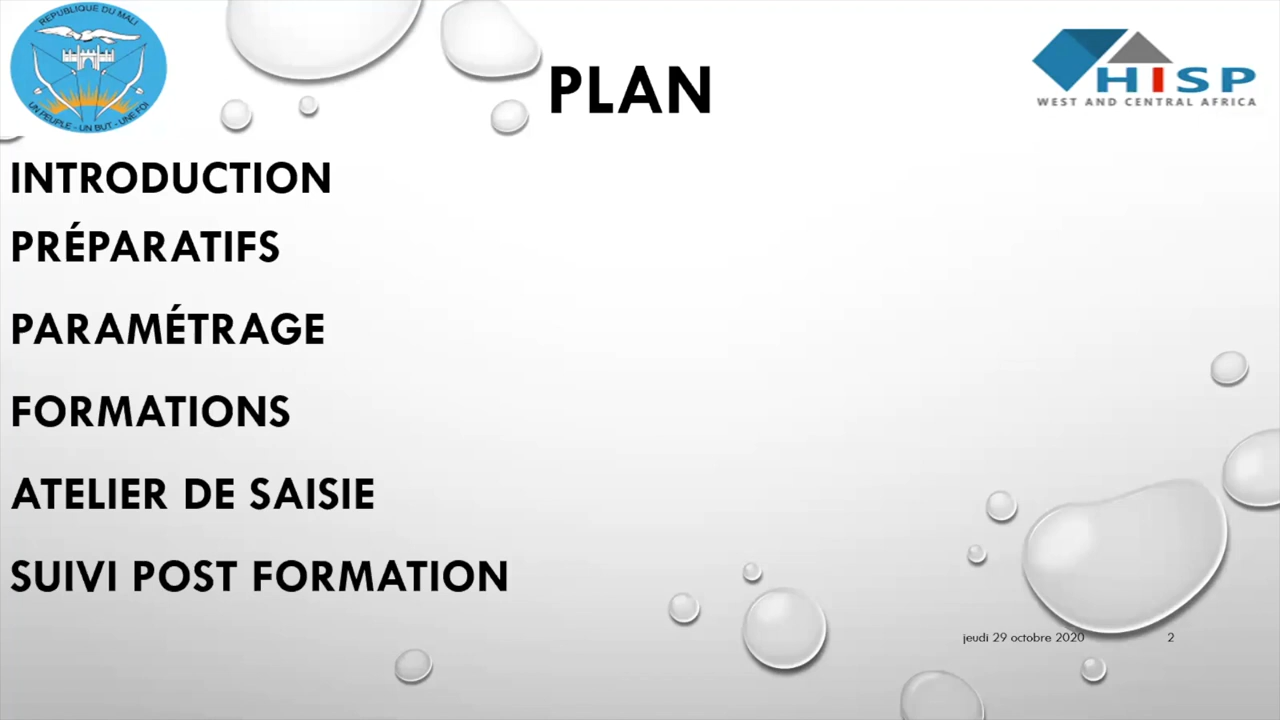 REPUBLIQUE DU MALI
UN PEUPLE - UN BUT - UNE FOI
PLAN
HISP
WEST AND CENTRAL AFRICA
INTRODUCTION
PRÉPARATIFS
PARAMÉTRAGE
FORMATIONS
ATELIER DE SAISIE
SUIVI POST FORMATION
jeudi 29 octobre 2020
2